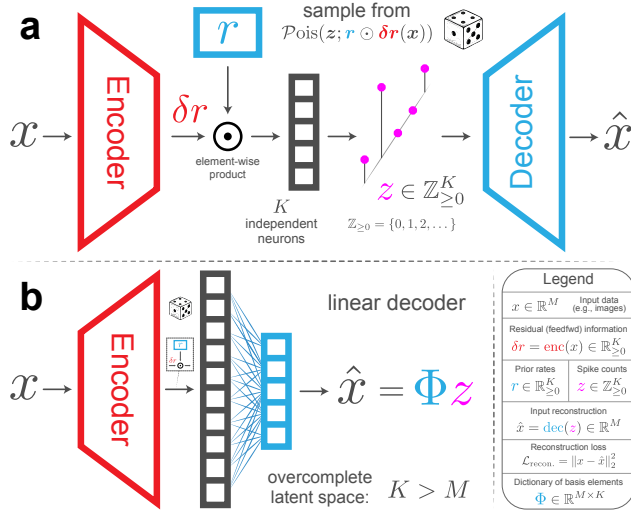 a
sample from
𝒫ois(z; r ⊙ δr(x))
r
Encoder
Decoder
x
δr
x̂
element-wise
product
K
independent
neurons
z ∈ ℤ^K_≥0
ℤ_≥0 = {0, 1, 2, . . . }
b
linear decoder
Encoder
r
δr
x
x̂ = Φz
overcomplete
latent space: K > M
Legend
x ∈ ℝ^M Input data
(e.g., images)
Residual (feedfwd) information
δr = enc(x) ∈ ℝ^K_≥0
Prior rates Spike counts
r ∈ ℝ^K_≥0 z ∈ ℤ^K_≥0
Input reconstruction
x̂ = dec(z) ∈ ℝ^M
Reconstruction loss
ℒ_recon. = ∥x − x̂∥²₂
Dictionary of basis elements
Φ ∈ ℝ^{M×K}